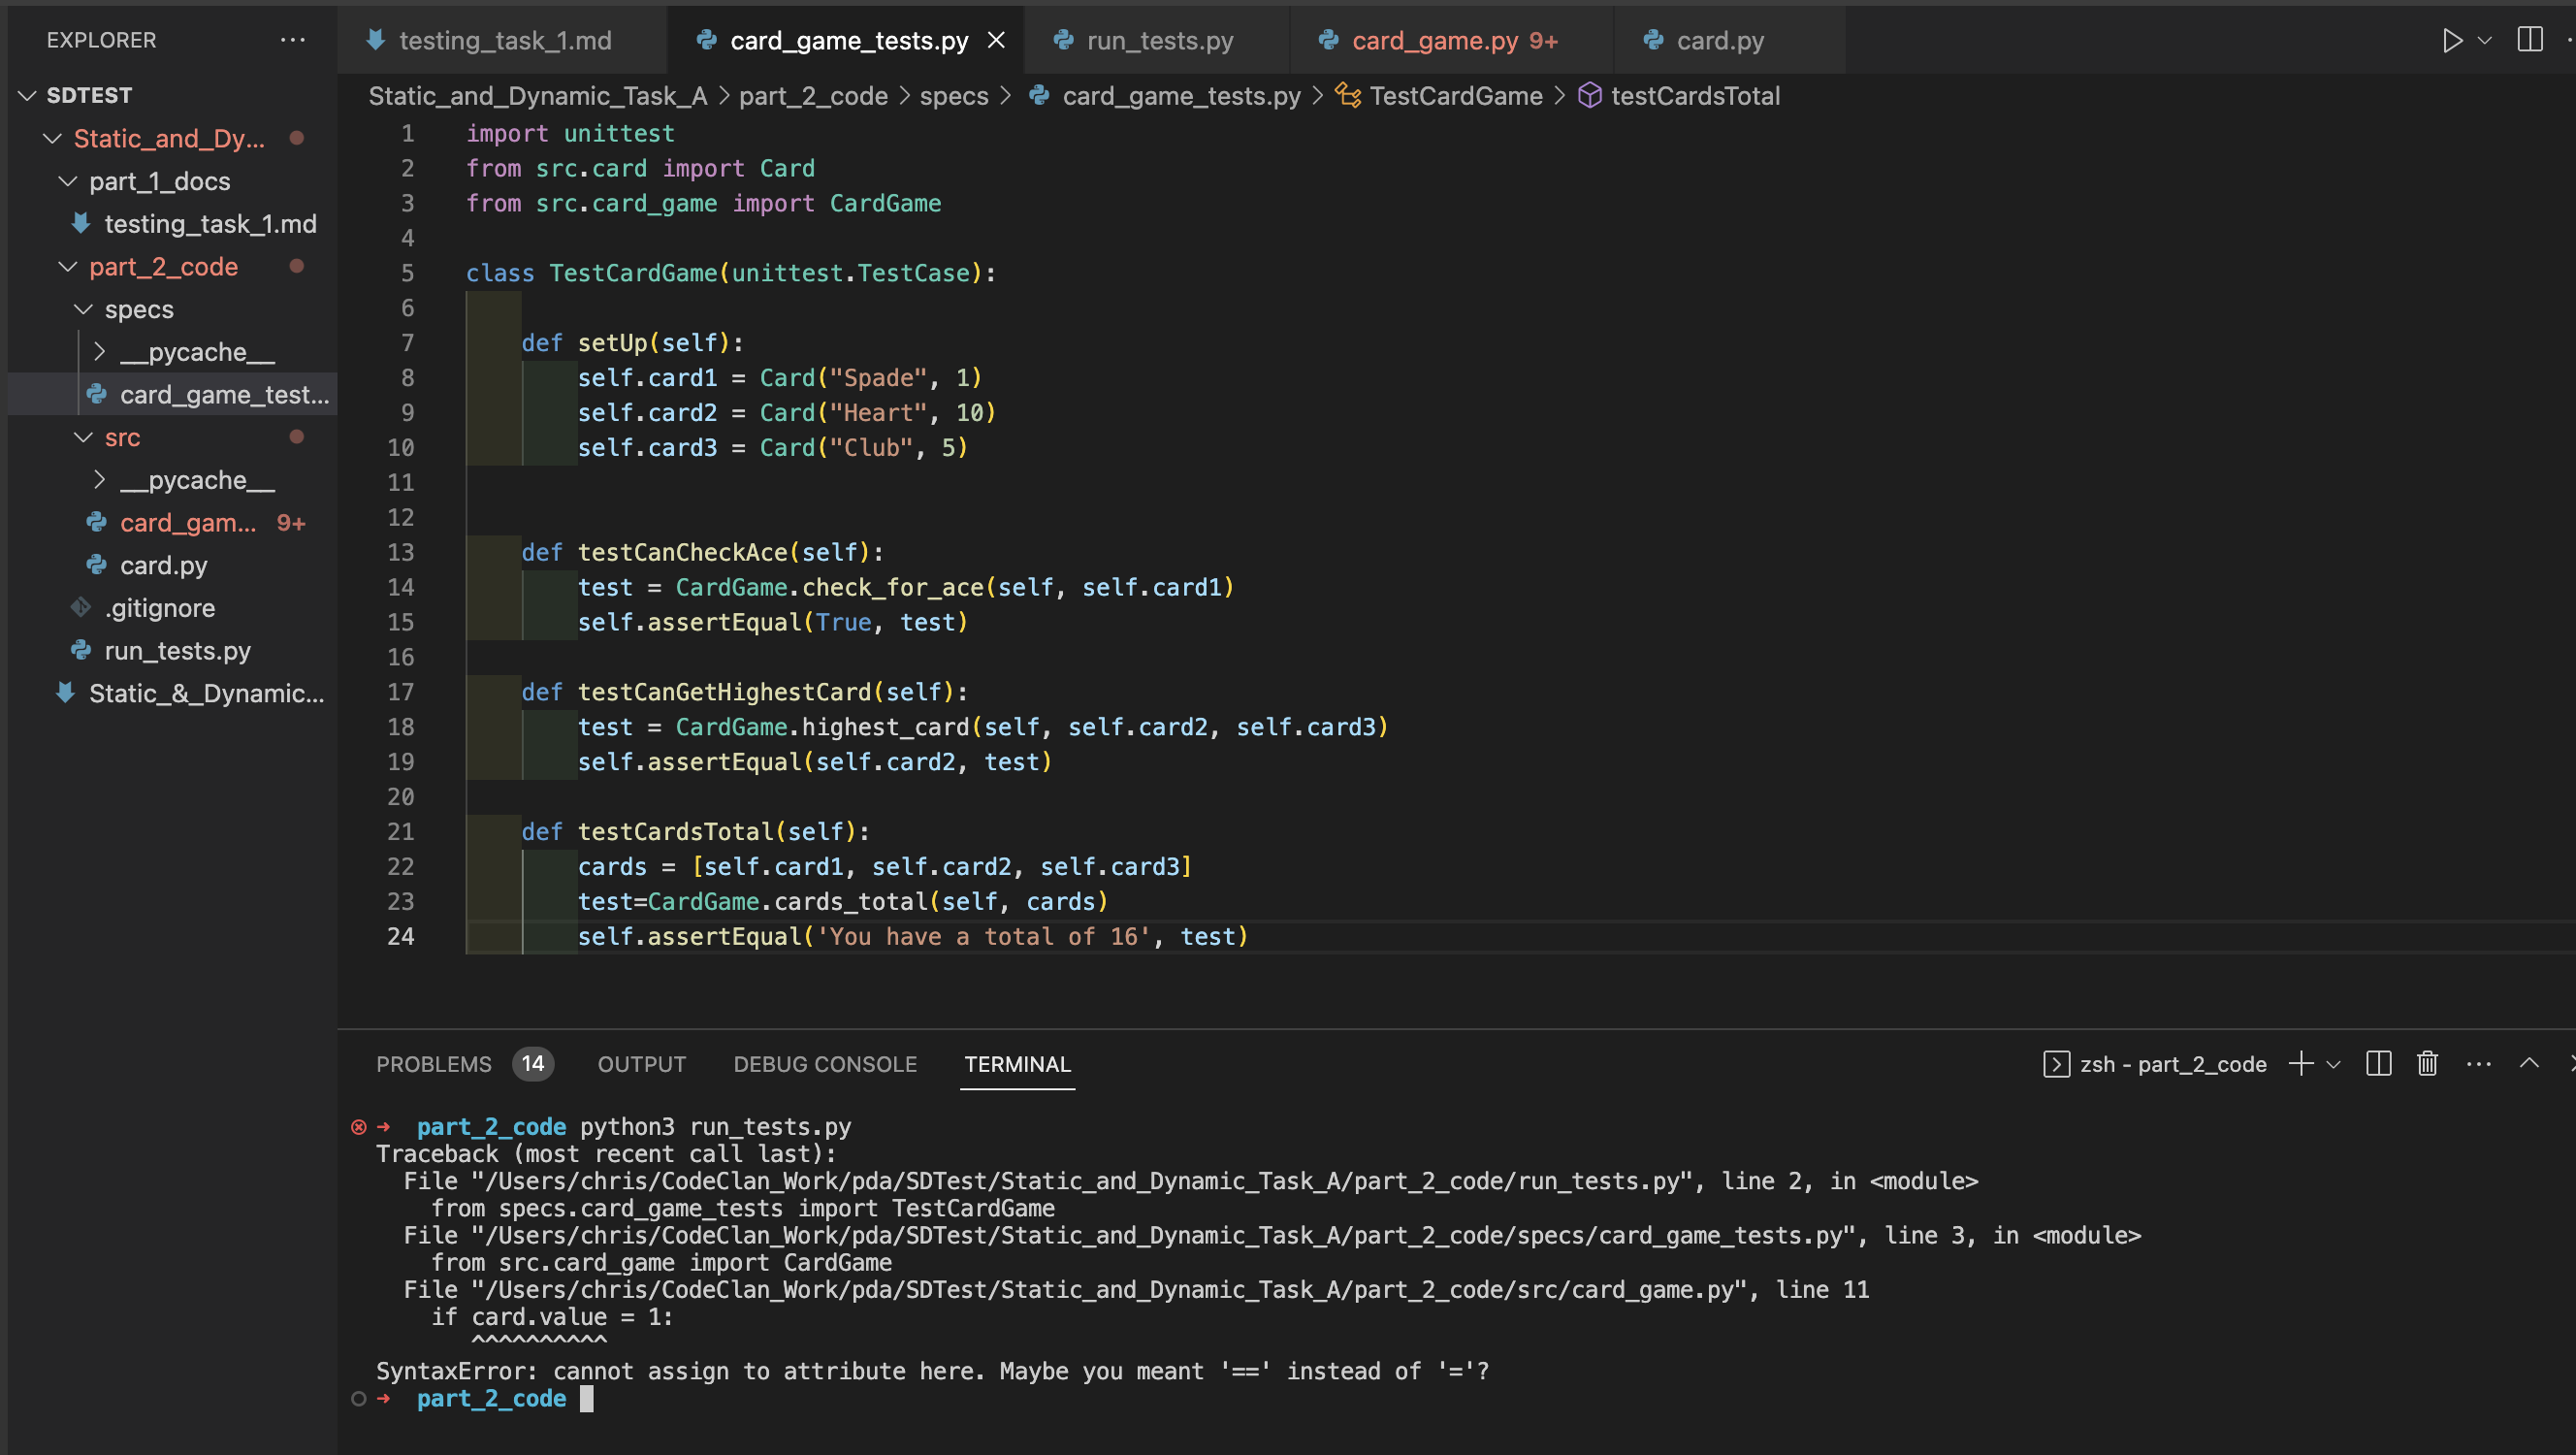 EXPLORER ···
SDTEST
Static_and_Dy...
part_1_docs
testing_task_1.md
part_2_code
specs
__pycache__
card_game_test...
src
__pycache__
card_gam... 9+
card.py
.gitignore
run_tests.py
Static_&_Dynamic...
testing_task_1.md card_game_tests.py run_tests.py card_game.py 9+ card.py
Static_and_Dynamic_Task_A > part_2_code > specs > card_game_tests.py > TestCardGame > testCardsTotal
1 import unittest
2 from src.card import Card
3 from src.card_game import CardGame
4
5 class TestCardGame(unittest.TestCase):
6
7 def setUp(self):
8 self.card1 = Card("Spade", 1)
9 self.card2 = Card("Heart", 10)
10 self.card3 = Card("Club", 5)
11
12
13 def testCanCheckAce(self):
14 test = CardGame.check_for_ace(self, self.card1)
15 self.assertEqual(True, test)
16
17 def testCanGetHighestCard(self):
18 test = CardGame.highest_card(self, self.card2, self.card3)
19 self.assertEqual(self.card2, test)
20
21 def testCardsTotal(self):
22 cards = [self.card1, self.card2, self.card3]
23 test=CardGame.cards_total(self, cards)
24 self.assertEqual('You have a total of 16', test)
PROBLEMS 14 OUTPUT DEBUG CONSOLE TERMINAL zsh - part_2_code
part_2_code python3 run_tests.py
Traceback (most recent call last):
File "/Users/chris/CodeClan_Work/pda/SDTest/Static_and_Dynamic_Task_A/part_2_code/run_tests.py", line 2, in <module>
from specs.card_game_tests import TestCardGame
File "/Users/chris/CodeClan_Work/pda/SDTest/Static_and_Dynamic_Task_A/part_2_code/specs/card_game_tests.py", line 3, in <module>
from src.card_game import CardGame
File "/Users/chris/CodeClan_Work/pda/SDTest/Static_and_Dynamic_Task_A/part_2_code/src/card_game.py", line 11
if card.value = 1:
^^^^^^^^^^
SyntaxError: cannot assign to attribute here. Maybe you meant '==' instead of '='?
part_2_code